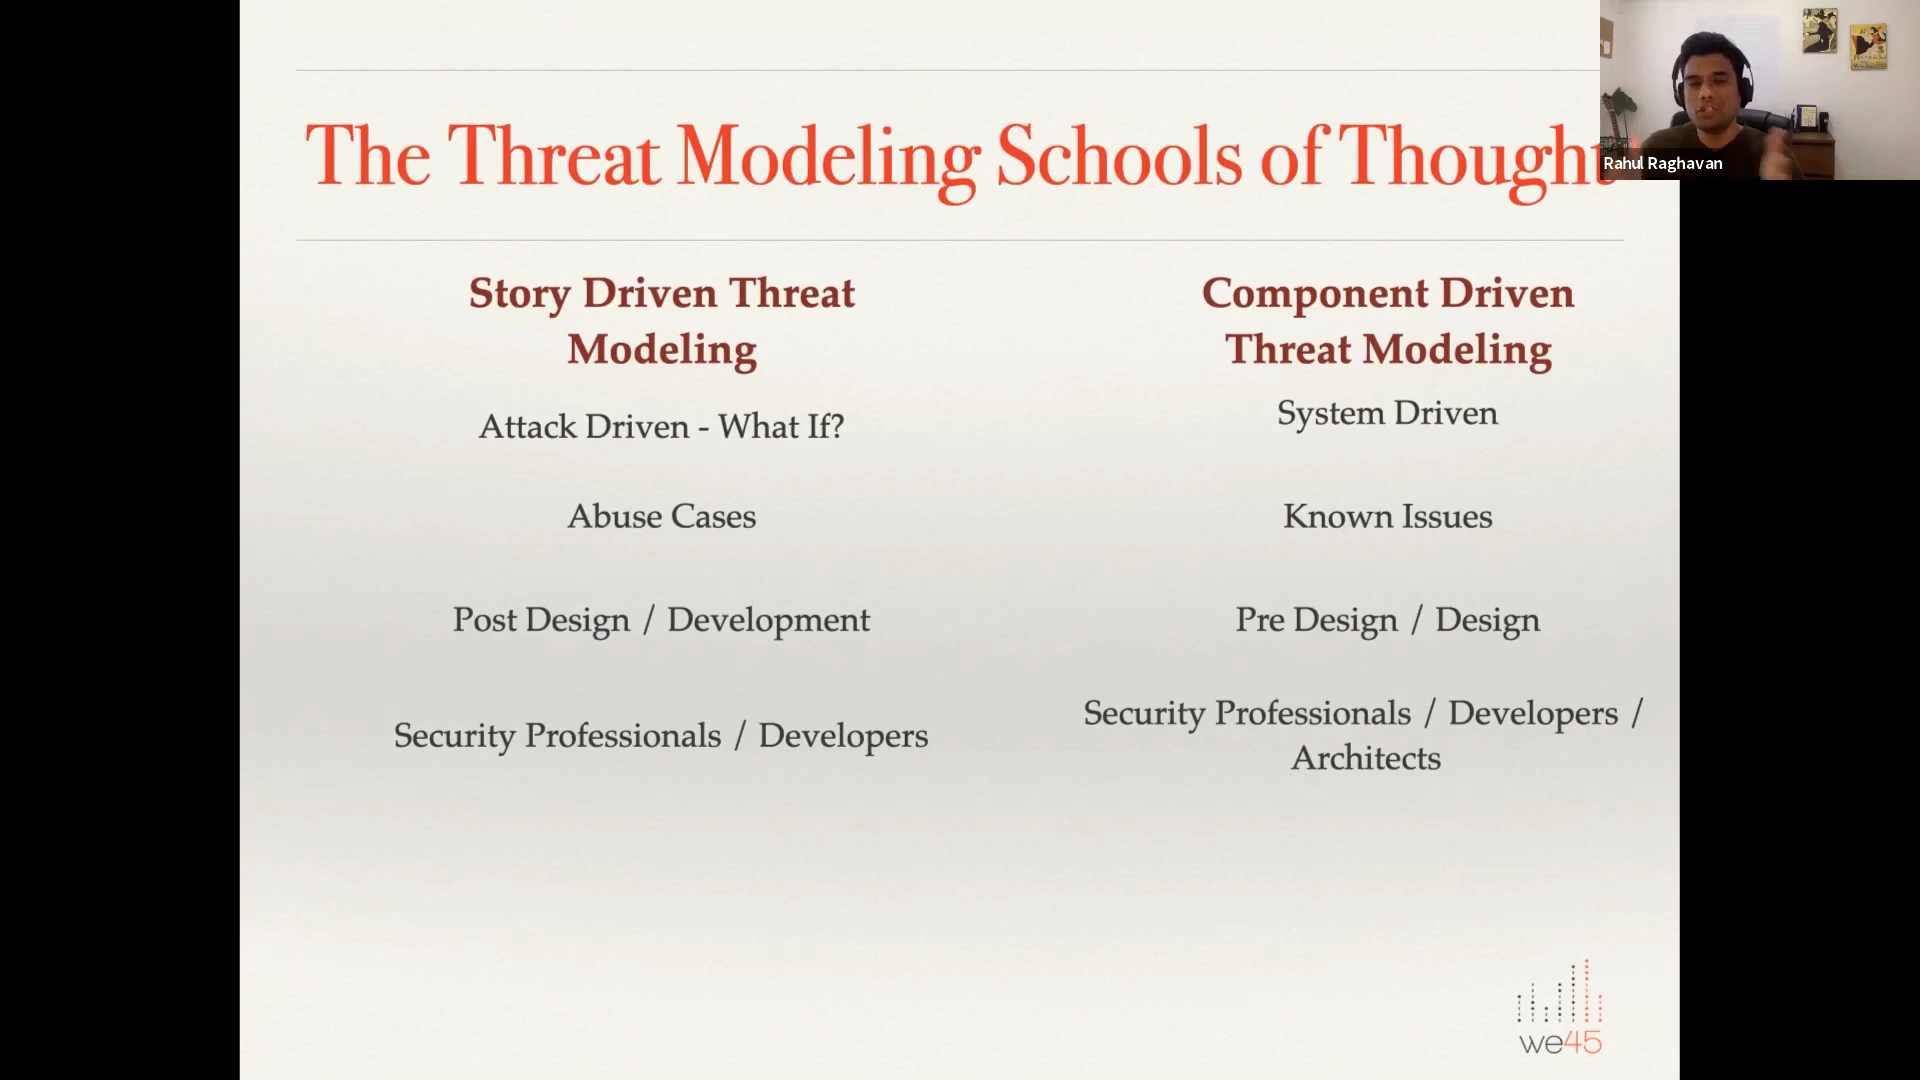 The Threat Modeling Schools of Thought
Rahul Raghavan
Story Driven Threat
Modeling
Attack Driven - What If?
Abuse Cases
Post Design / Development
Security Professionals / Developers
Component Driven
Threat Modeling
System Driven
Known Issues
Pre Design / Design
Security Professionals / Developers /
Architects
we45